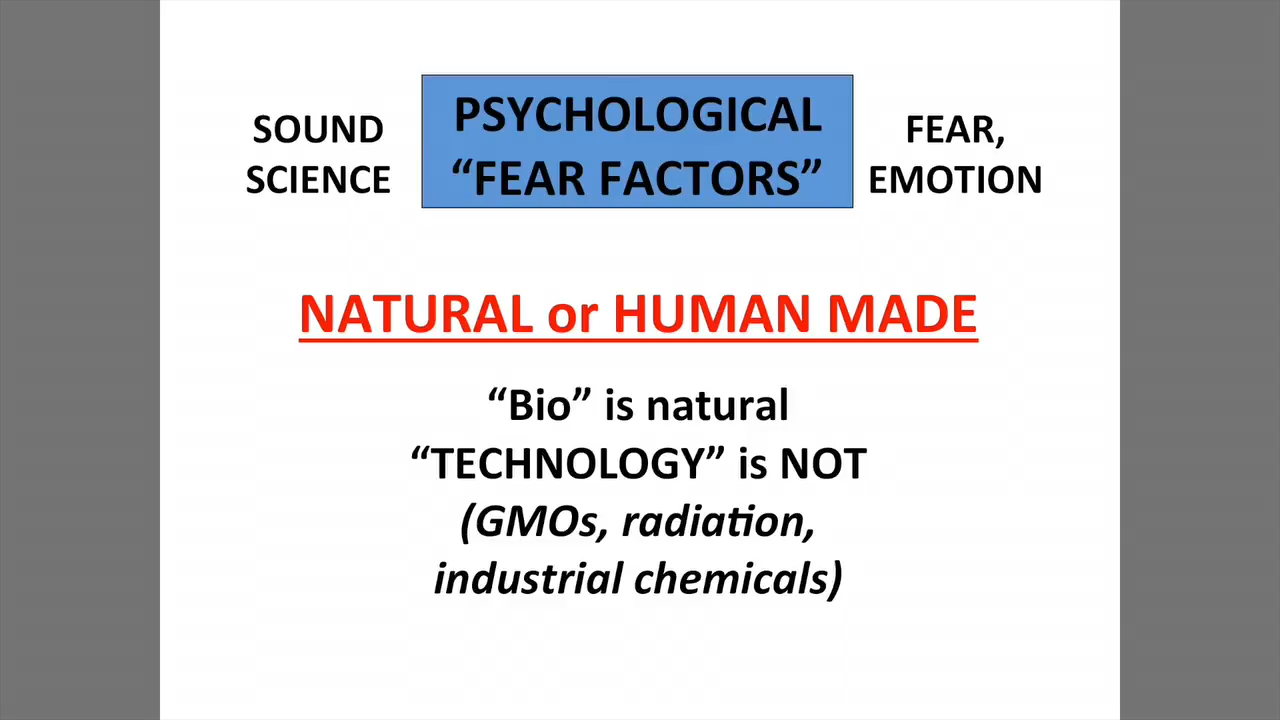 SOUND
SCIENCE
PSYCHOLOGICAL
“FEAR FACTORS”
FEAR,
EMOTION
NATURAL or HUMAN MADE
“Bio” is natural
“TECHNOLOGY” is NOT
(GMOs, radiation,
industrial chemicals)